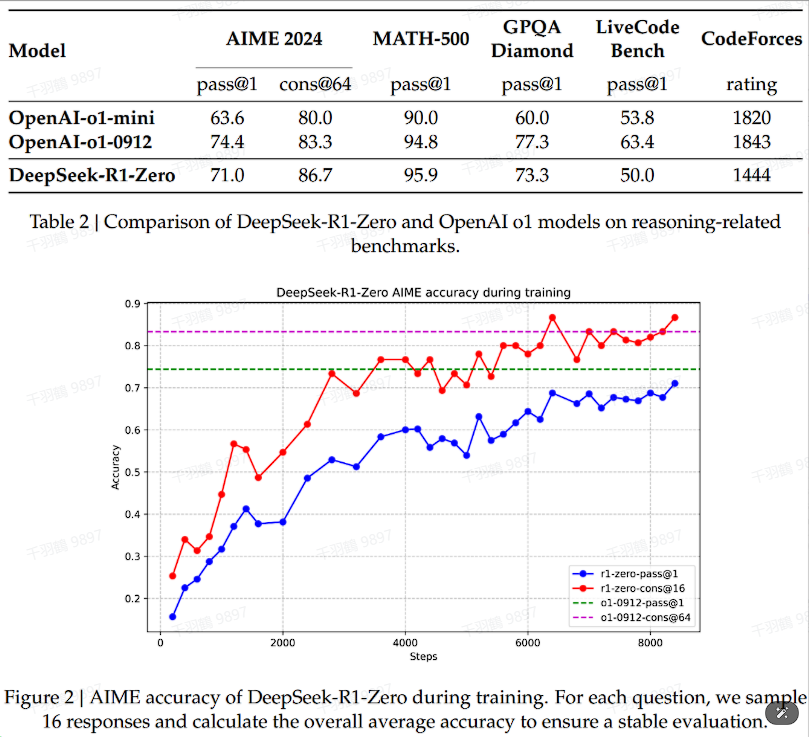 Model AIME 2024 MATH-500 GPQA Diamond LiveCode Bench CodeForces
pass@1 cons@64 pass@1 pass@1 pass@1 rating
OpenAI-o1-mini 63.6 80.0 90.0 60.0 53.8 1820
OpenAI-o1-0912 74.4 83.3 94.8 77.3 63.4 1843
DeepSeek-R1-Zero 71.0 86.7 95.9 73.3 50.0 1444
Table 2 | Comparison of DeepSeek-R1-Zero and OpenAI o1 models on reasoning-related
benchmarks.
DeepSeek-R1-Zero AIME accuracy during training
0.9
0.8
0.7
0.6
0.5
0.4
0.3
0.2
Accuracy
r1-zero-pass@1
r1-zero-cons@16
o1-0912-pass@1
o1-0912-cons@64
0 2000 4000 6000 8000
Steps
Figure 2 | AIME accuracy of DeepSeek-R1-Zero during training. For each question, we sample
16 responses and calculate the overall average accuracy to ensure a stable evaluation.
千羽鹤 9897